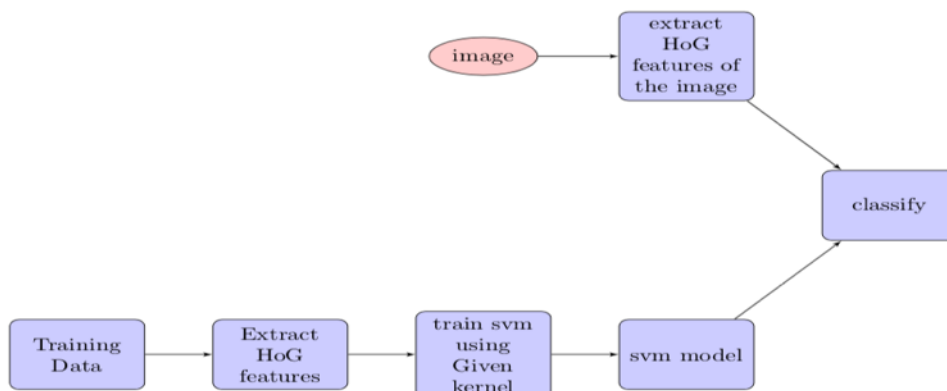 image
extract
HoG
features of
the image
classify
Training
Data
Extract
HoG
features
train svm
using
Given
kernel
svm model